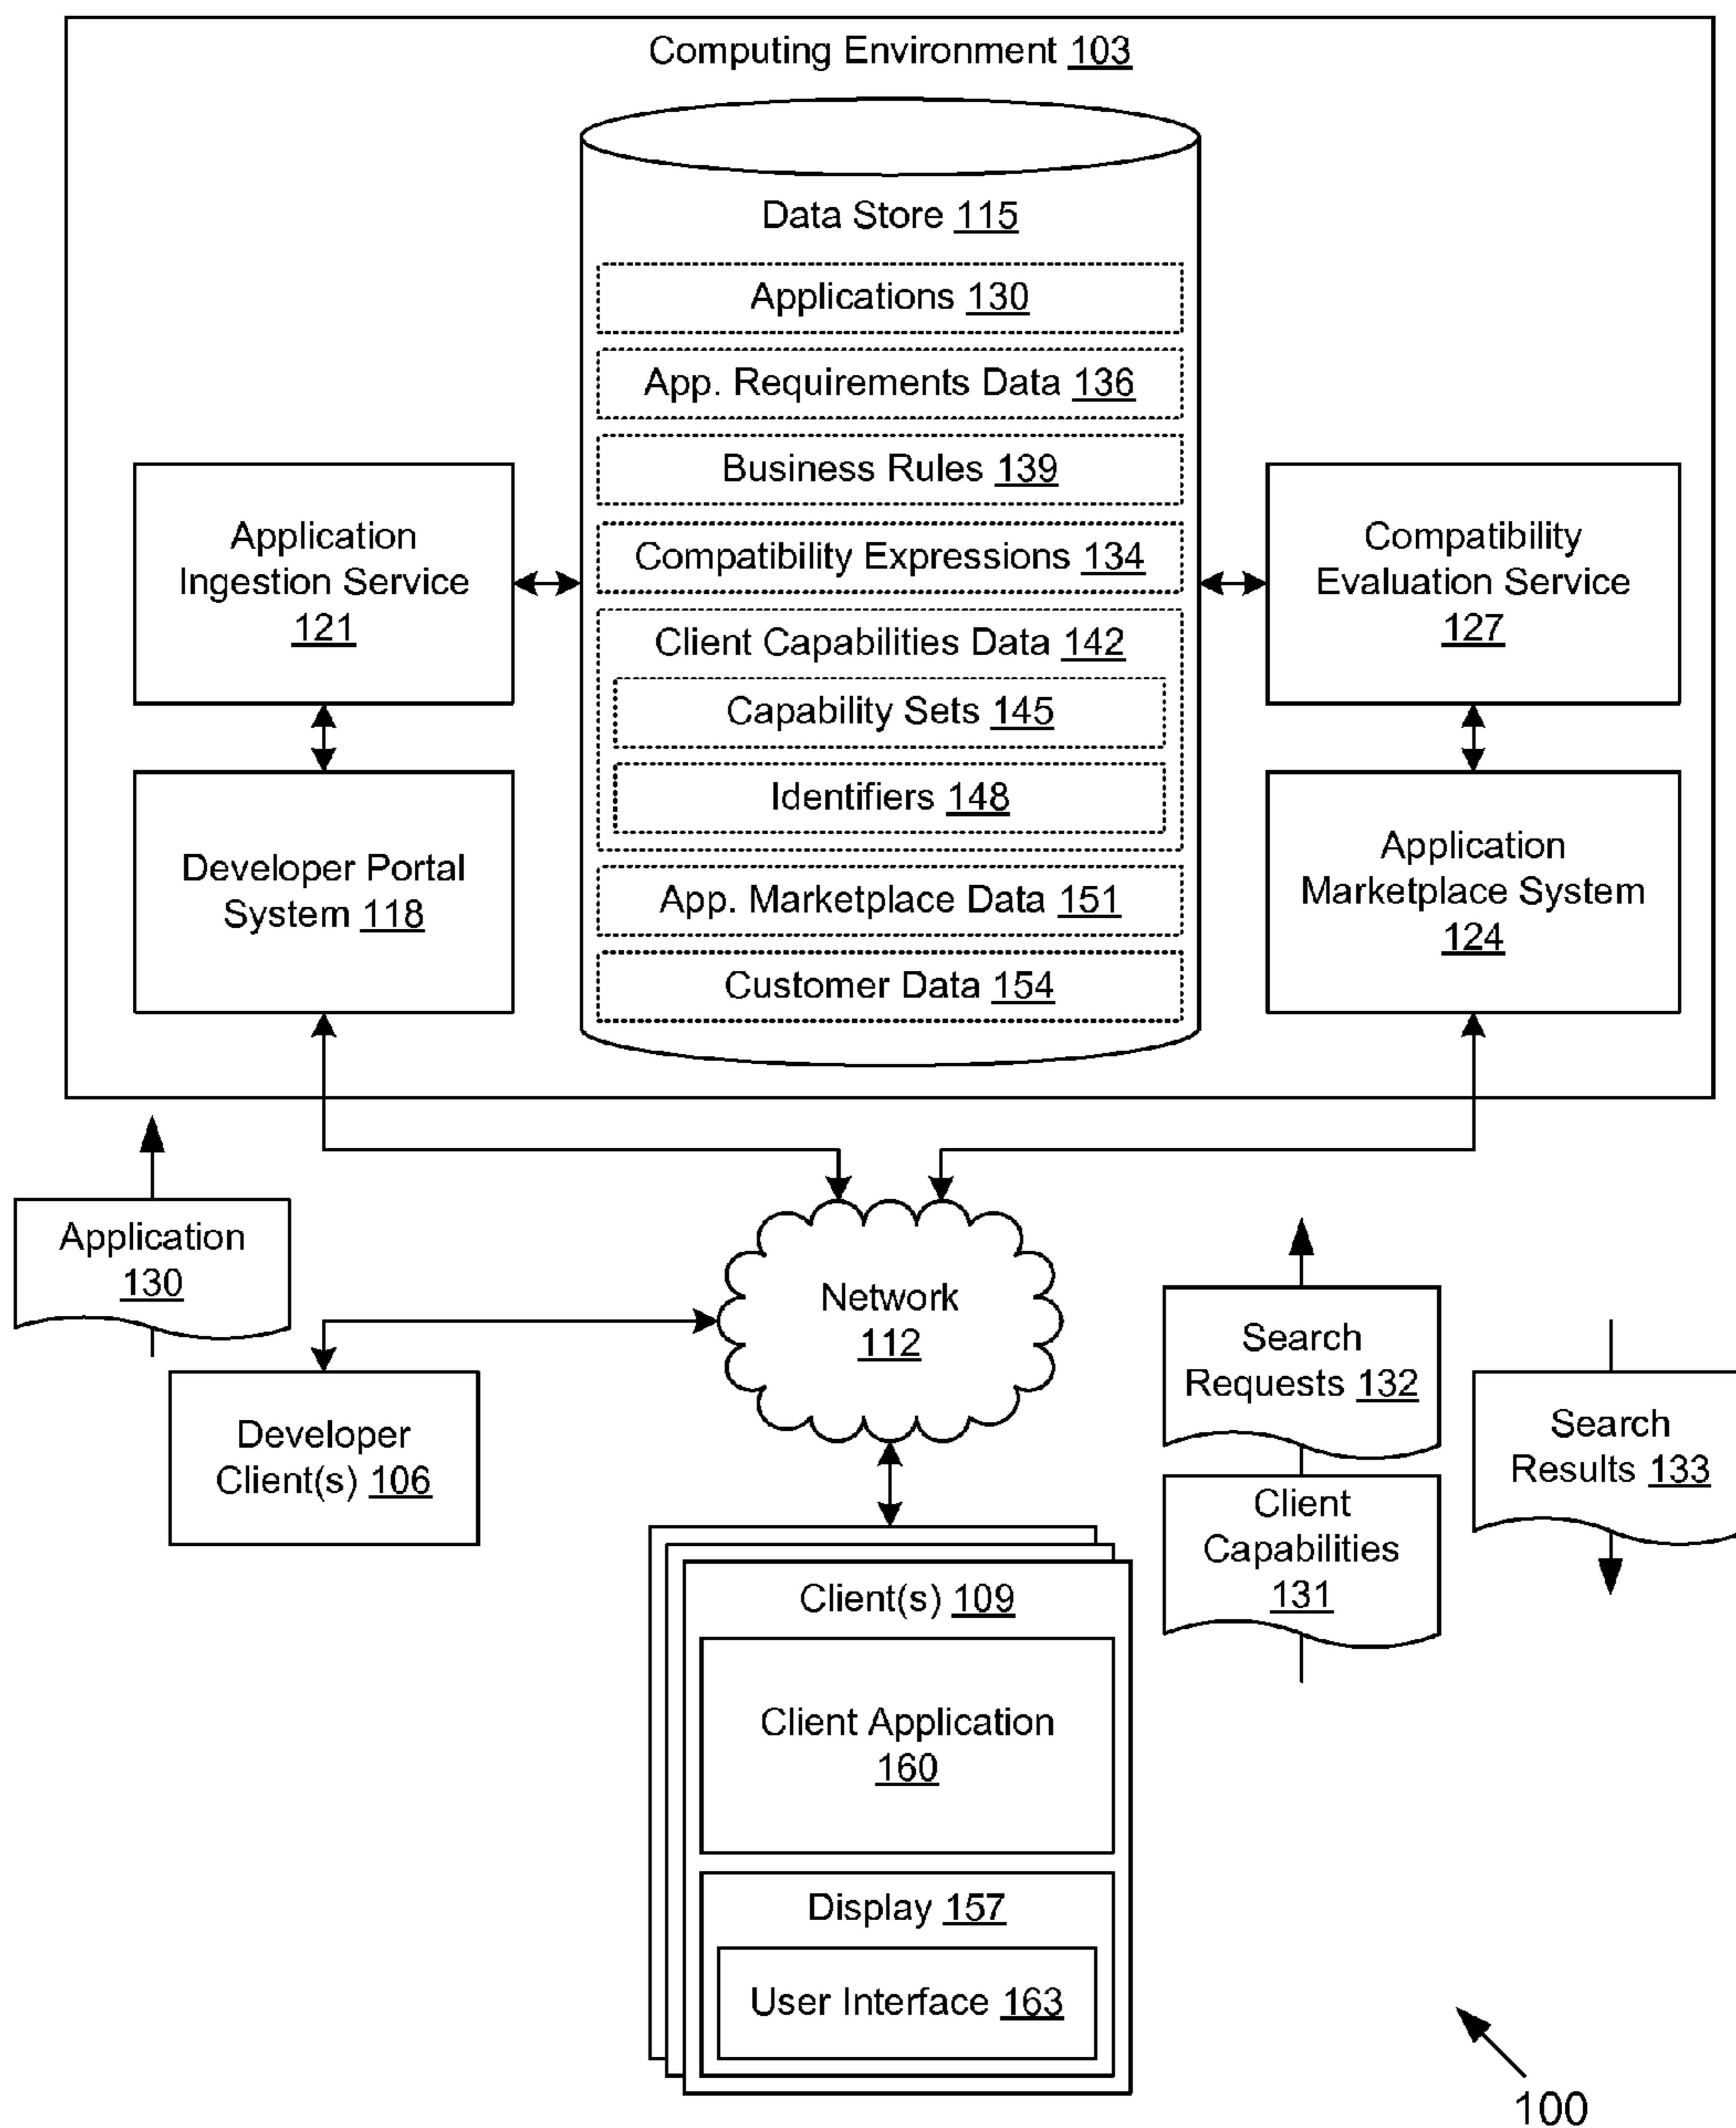 Computing Environment 103
Data Store 115
Applications 130
App. Requirements Data 136
Business Rules 139
Compatibility Expressions 134
Client Capabilities Data 142
Capability Sets 145
Identifiers 148
App. Marketplace Data 151
Customer Data 154
Application
Ingestion Service
121
Developer Portal
System 118
Compatibility
Evaluation Service
127
Application
Marketplace System
124
Application
130
Network
112
Developer
Client(s) 106
Search
Requests 132
Client
Capabilities
131
Search
Results 133
Client(s) 109
Client Application
160
Display 157
User Interface 163
100